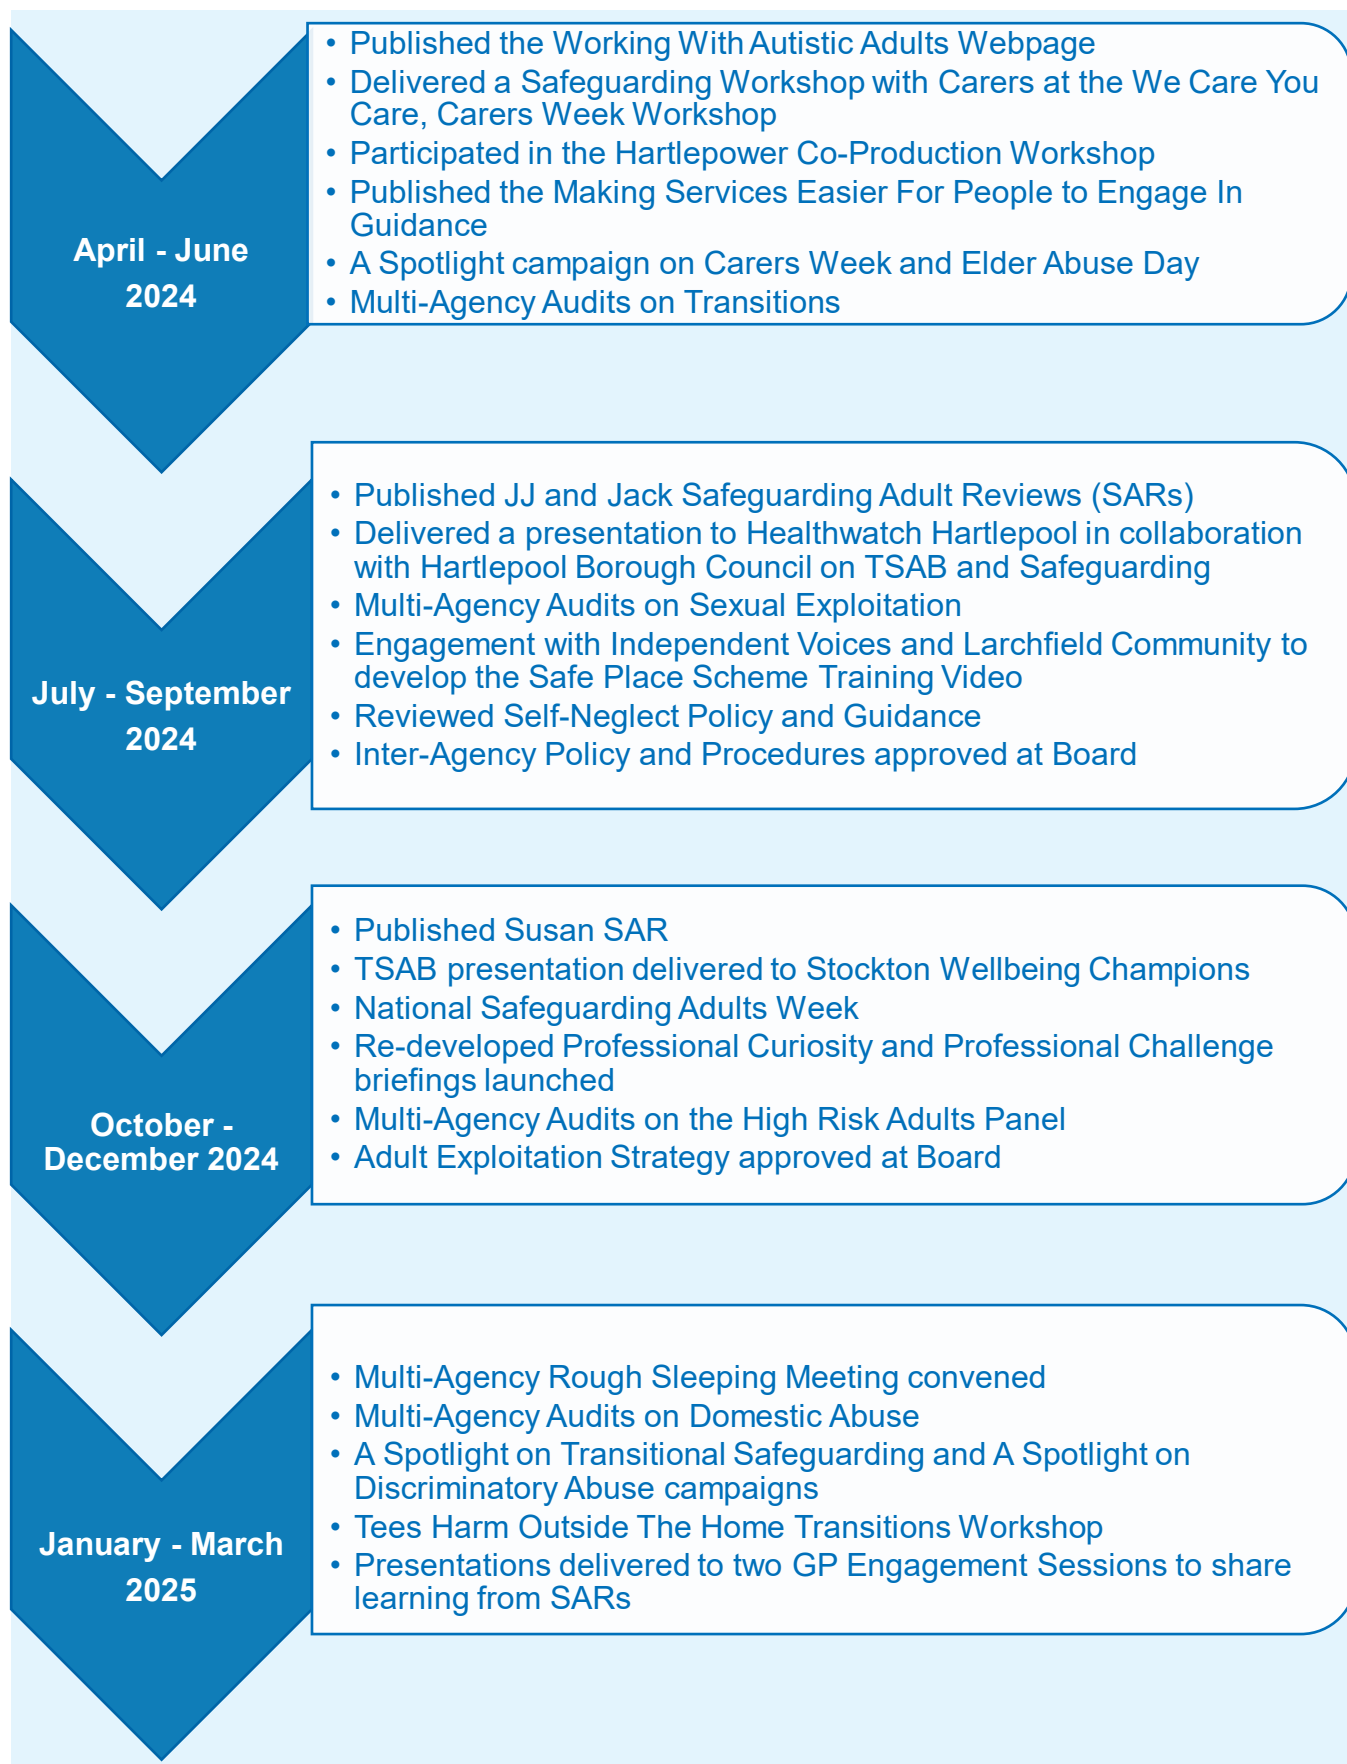 April - June
2024
• Published the Working With Autistic Adults Webpage
• Delivered a Safeguarding Workshop with Carers at the We Care You
Care, Carers Week Workshop
• Participated in the Hartlepower Co-Production Workshop
• Published the Making Services Easier For People to Engage In
Guidance
• A Spotlight campaign on Carers Week and Elder Abuse Day
• Multi-Agency Audits on Transitions
July - September
2024
• Published JJ and Jack Safeguarding Adult Reviews (SARs)
• Delivered a presentation to Healthwatch Hartlepool in collaboration
with Hartlepool Borough Council on TSAB and Safeguarding
• Multi-Agency Audits on Sexual Exploitation
• Engagement with Independent Voices and Larchfield Community to
develop the Safe Place Scheme Training Video
• Reviewed Self-Neglect Policy and Guidance
• Inter-Agency Policy and Procedures approved at Board
October -
December 2024
• Published Susan SAR
• TSAB presentation delivered to Stockton Wellbeing Champions
• National Safeguarding Adults Week
• Re-developed Professional Curiosity and Professional Challenge
briefings launched
• Multi-Agency Audits on the High Risk Adults Panel
• Adult Exploitation Strategy approved at Board
January - March
2025
• Multi-Agency Rough Sleeping Meeting convened
• Multi-Agency Audits on Domestic Abuse
• A Spotlight on Transitional Safeguarding and A Spotlight on
Discriminatory Abuse campaigns
• Tees Harm Outside The Home Transitions Workshop
• Presentations delivered to two GP Engagement Sessions to share
learning from SARs